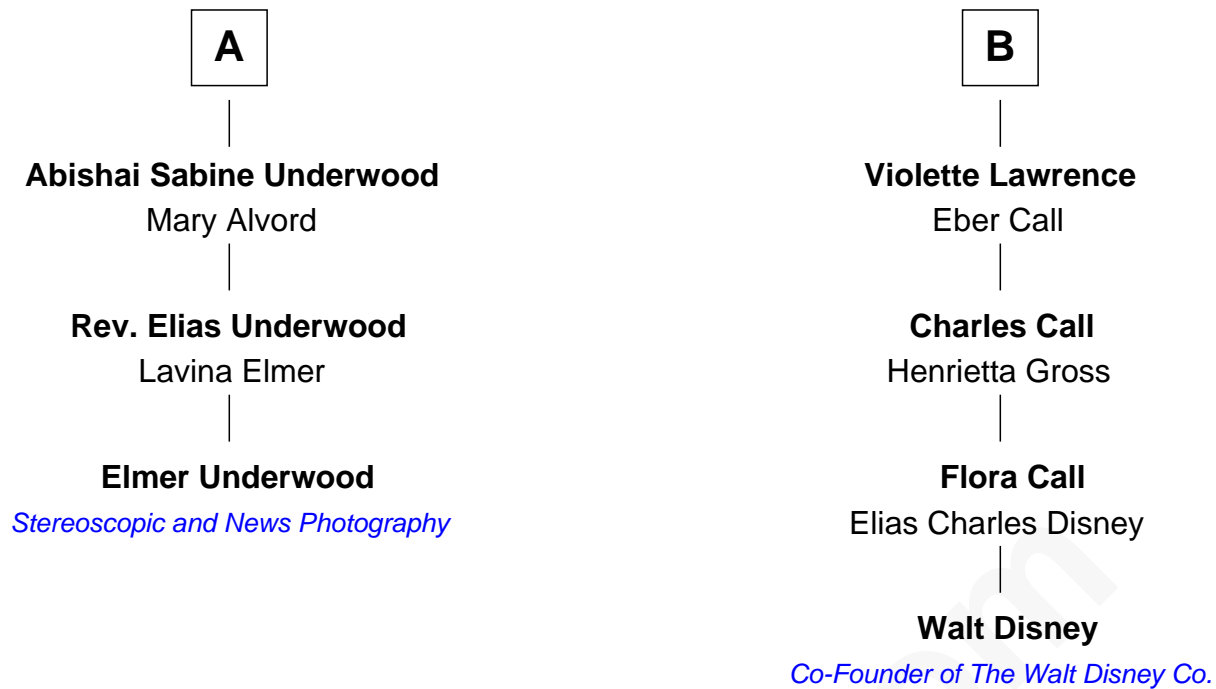 A
Abishai Sabine Underwood
Mary Alvord
Rev. Elias Underwood
Lavina Elmer
Elmer Underwood
Stereoscopic and News Photography
B
Violette Lawrence
Eber Call
Charles Call
Henrietta Gross
Flora Call
Elias Charles Disney
Walt Disney
Co-Founder of The Walt Disney Co.